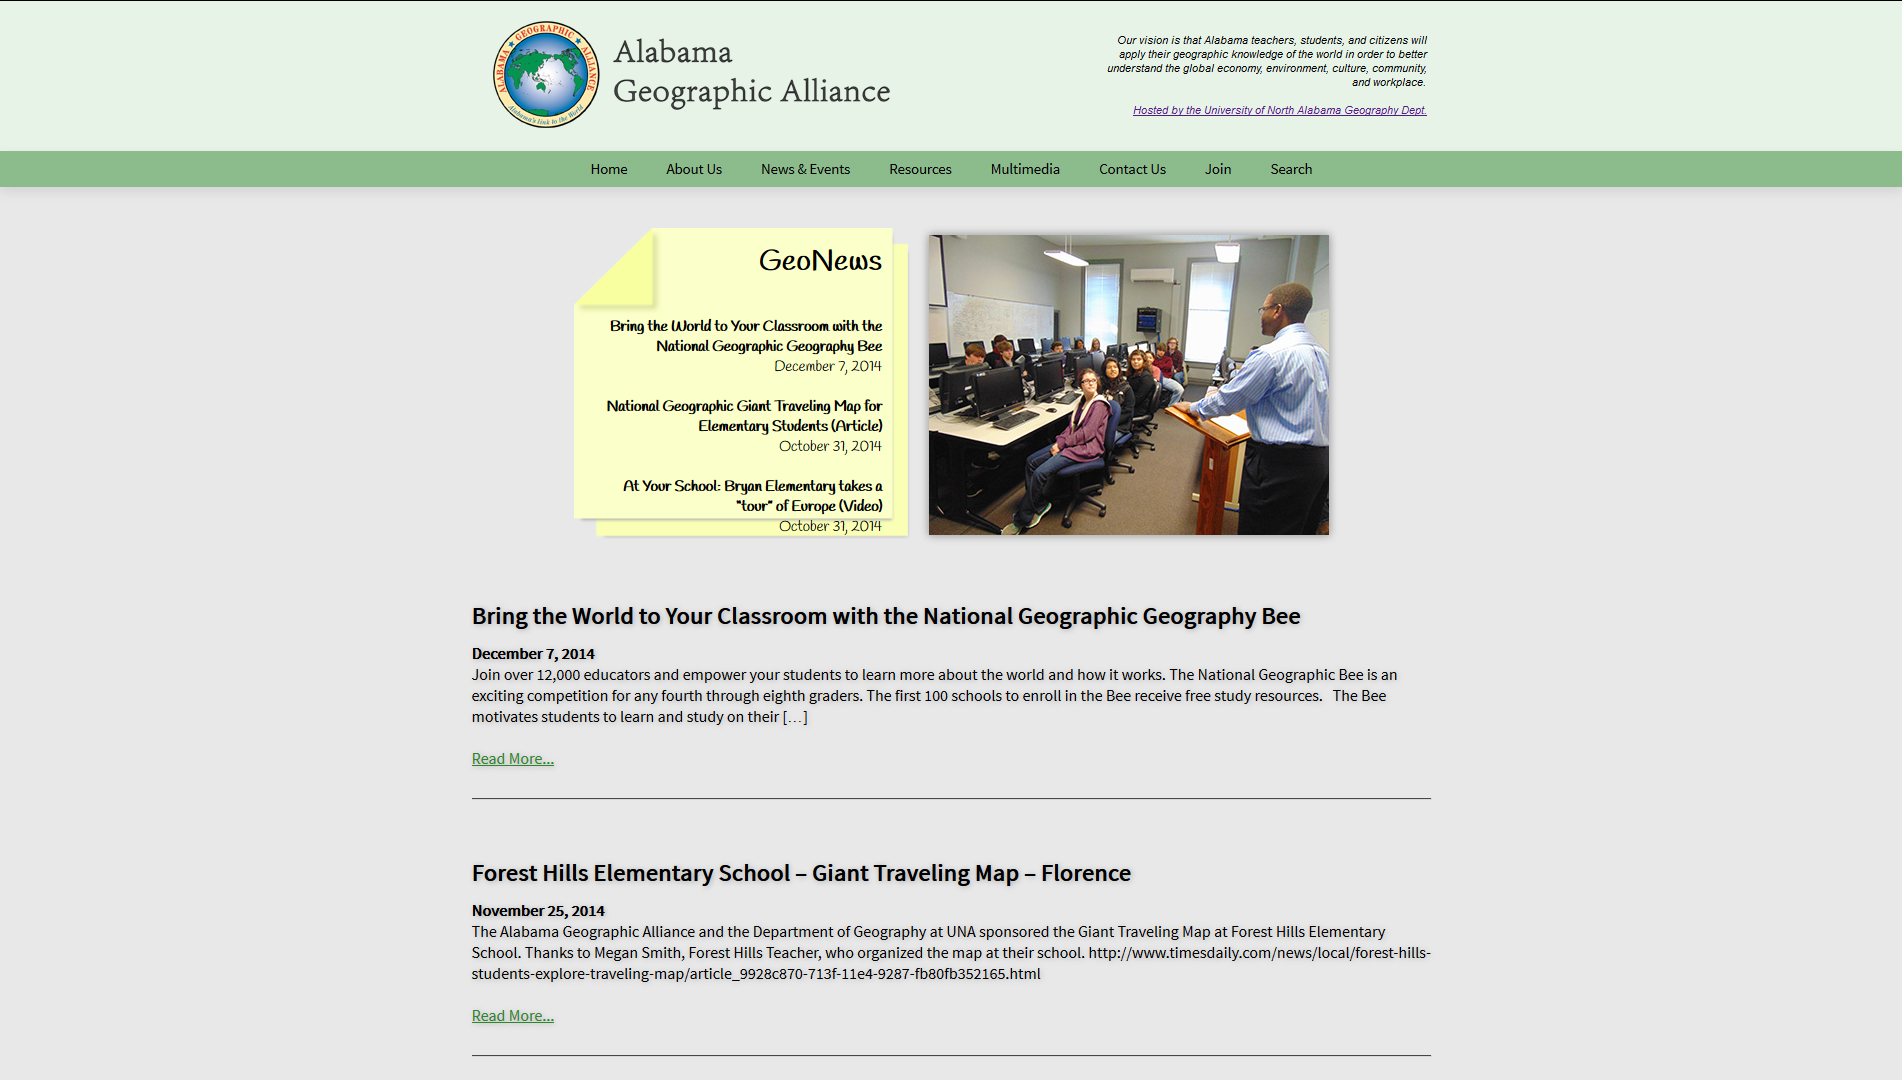 ALABAMA ★ GEOGRAPHIC ★ ALLIANCE
Alabama's link to the World
Alabama
Geographic Alliance
Our vision is that Alabama teachers, students, and citizens will
apply their geographic knowledge of the world in order to better
understand the global economy, environment, culture, community,
and workplace.
Hosted by the University of North Alabama Geography Dept.
Home About Us News & Events Resources Multimedia Contact Us Join Search
GeoNews
Bring the World to Your Classroom with the
National Geographic Geography Bee
December 7, 2014
National Geographic Giant Traveling Map for
Elementary Students (Article)
October 31, 2014
At Your School: Bryan Elementary takes a
"tour" of Europe (Video)
October 31, 2014
Bring the World to Your Classroom with the National Geographic Geography Bee
December 7, 2014
Join over 12,000 educators and empower your students to learn more about the world and how it works. The National Geographic Bee is an
exciting competition for any fourth through eighth graders. The first 100 schools to enroll in the Bee receive free study resources.   The Bee
motivates students to learn and study on their […]
Read More...
Forest Hills Elementary School – Giant Traveling Map – Florence
November 25, 2014
The Alabama Geographic Alliance and the Department of Geography at UNA sponsored the Giant Traveling Map at Forest Hills Elementary
School. Thanks to Megan Smith, Forest Hills Teacher, who organized the map at their school. http://www.timesdaily.com/news/local/forest-hills-
students-explore-traveling-map/article_9928c870-713f-11e4-9287-fb80fb352165.html
Read More...